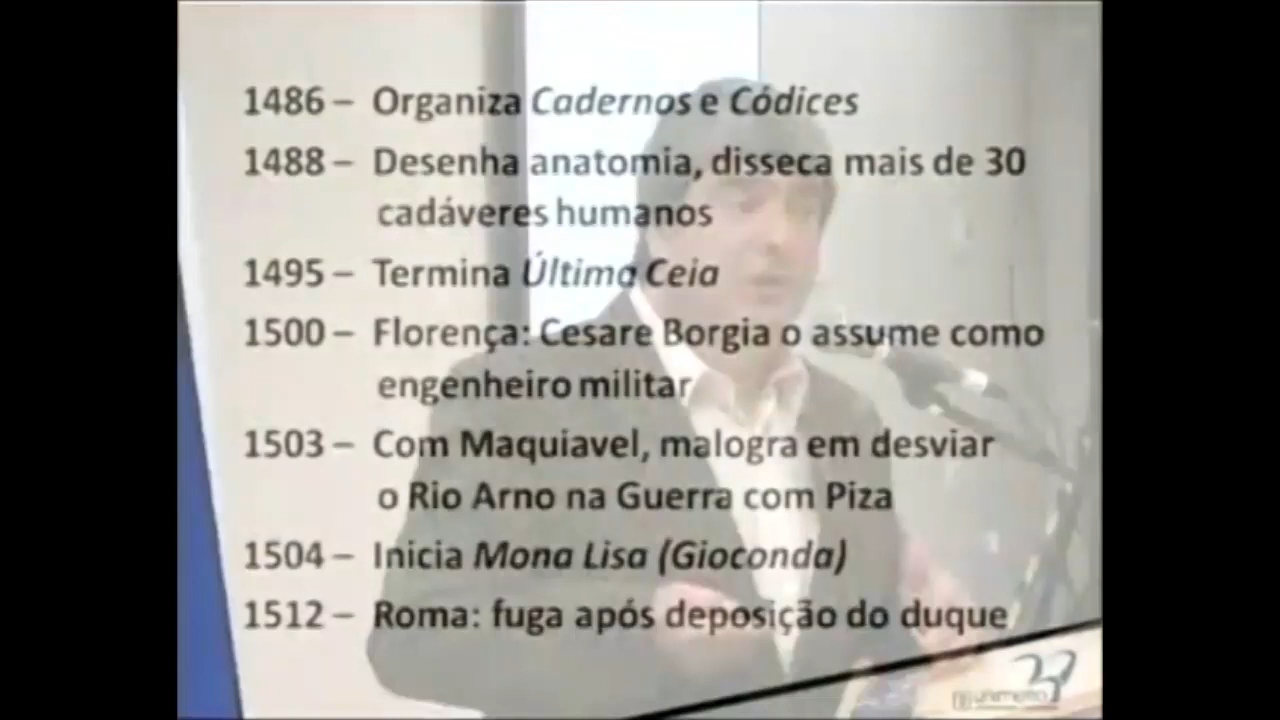 1486 – Organiza Cadernos e Códices
1488 – Desenha anatomia, disseca mais de 30
cadáveres humanos
1495 – Termina Última Ceia
1500 – Florença: Cesare Borgia o assume como
engenheiro militar
1503 – Com Maquiavel, malogra em desviar
o Rio Arno na Guerra com Piza
1504 – Inicia Mona Lisa (Gioconda)
1512 – Roma: fuga após deposição do duque